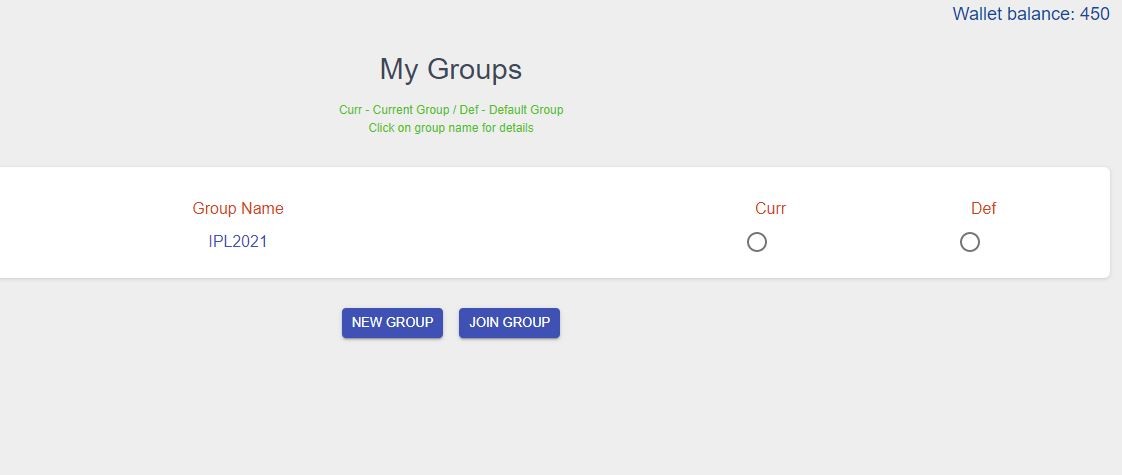 Wallet balance: 450
My Groups
Curr - Current Group / Def - Default Group
Click on group name for details
Group Name Curr Def
IPL2021
NEW GROUP JOIN GROUP